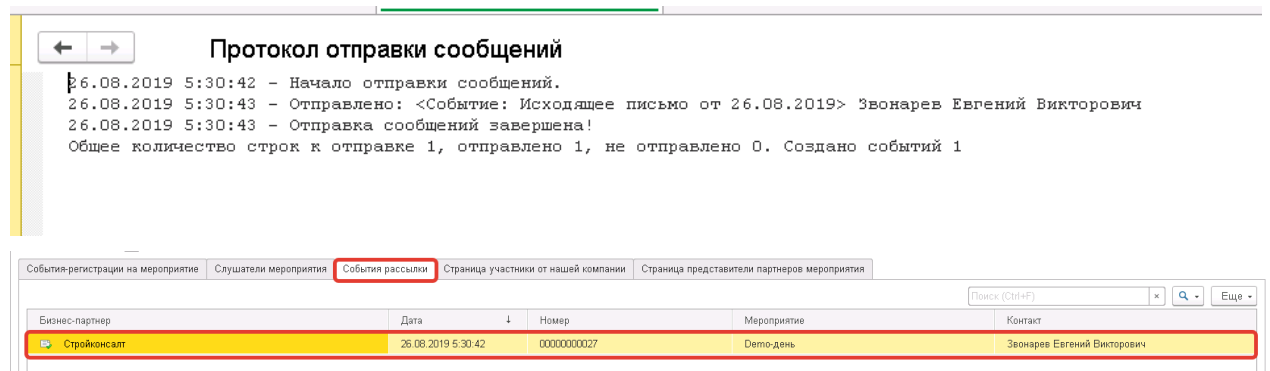 Протокол отправки сообщений
26.08.2019 5:30:42 - Начало отправки сообщений.
26.08.2019 5:30:43 - Отправлено: <Событие: Исходящее письмо от 26.08.2019> Звонарев Евгений Викторович
26.08.2019 5:30:43 - Отправка сообщений завершена!
Общее количество строк к отправке 1, отправлено 1, не отправлено 0. Создано событий 1
События-регистрации на мероприятие Слушатели мероприятия События рассылки Страница участники от нашей компании Страница представители партнеров мероприятия
Поиск (Ctrl+F) × Еще
Бизнес-партнер Дата ↓ Номер Мероприятие Контакт
Стройконсалт 26.08.2019 5:30:42 00000000027 Demo-день Звонарев Евгений Викторович